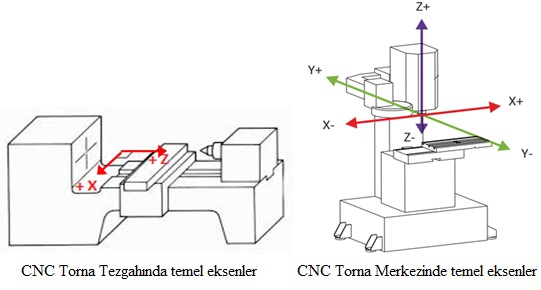 Z+
Y+
X+
X-
Z-
Y-
+ Z
+ X
CNC Torna Tezgahında temel eksenler
CNC Torna Merkezinde temel eksenler